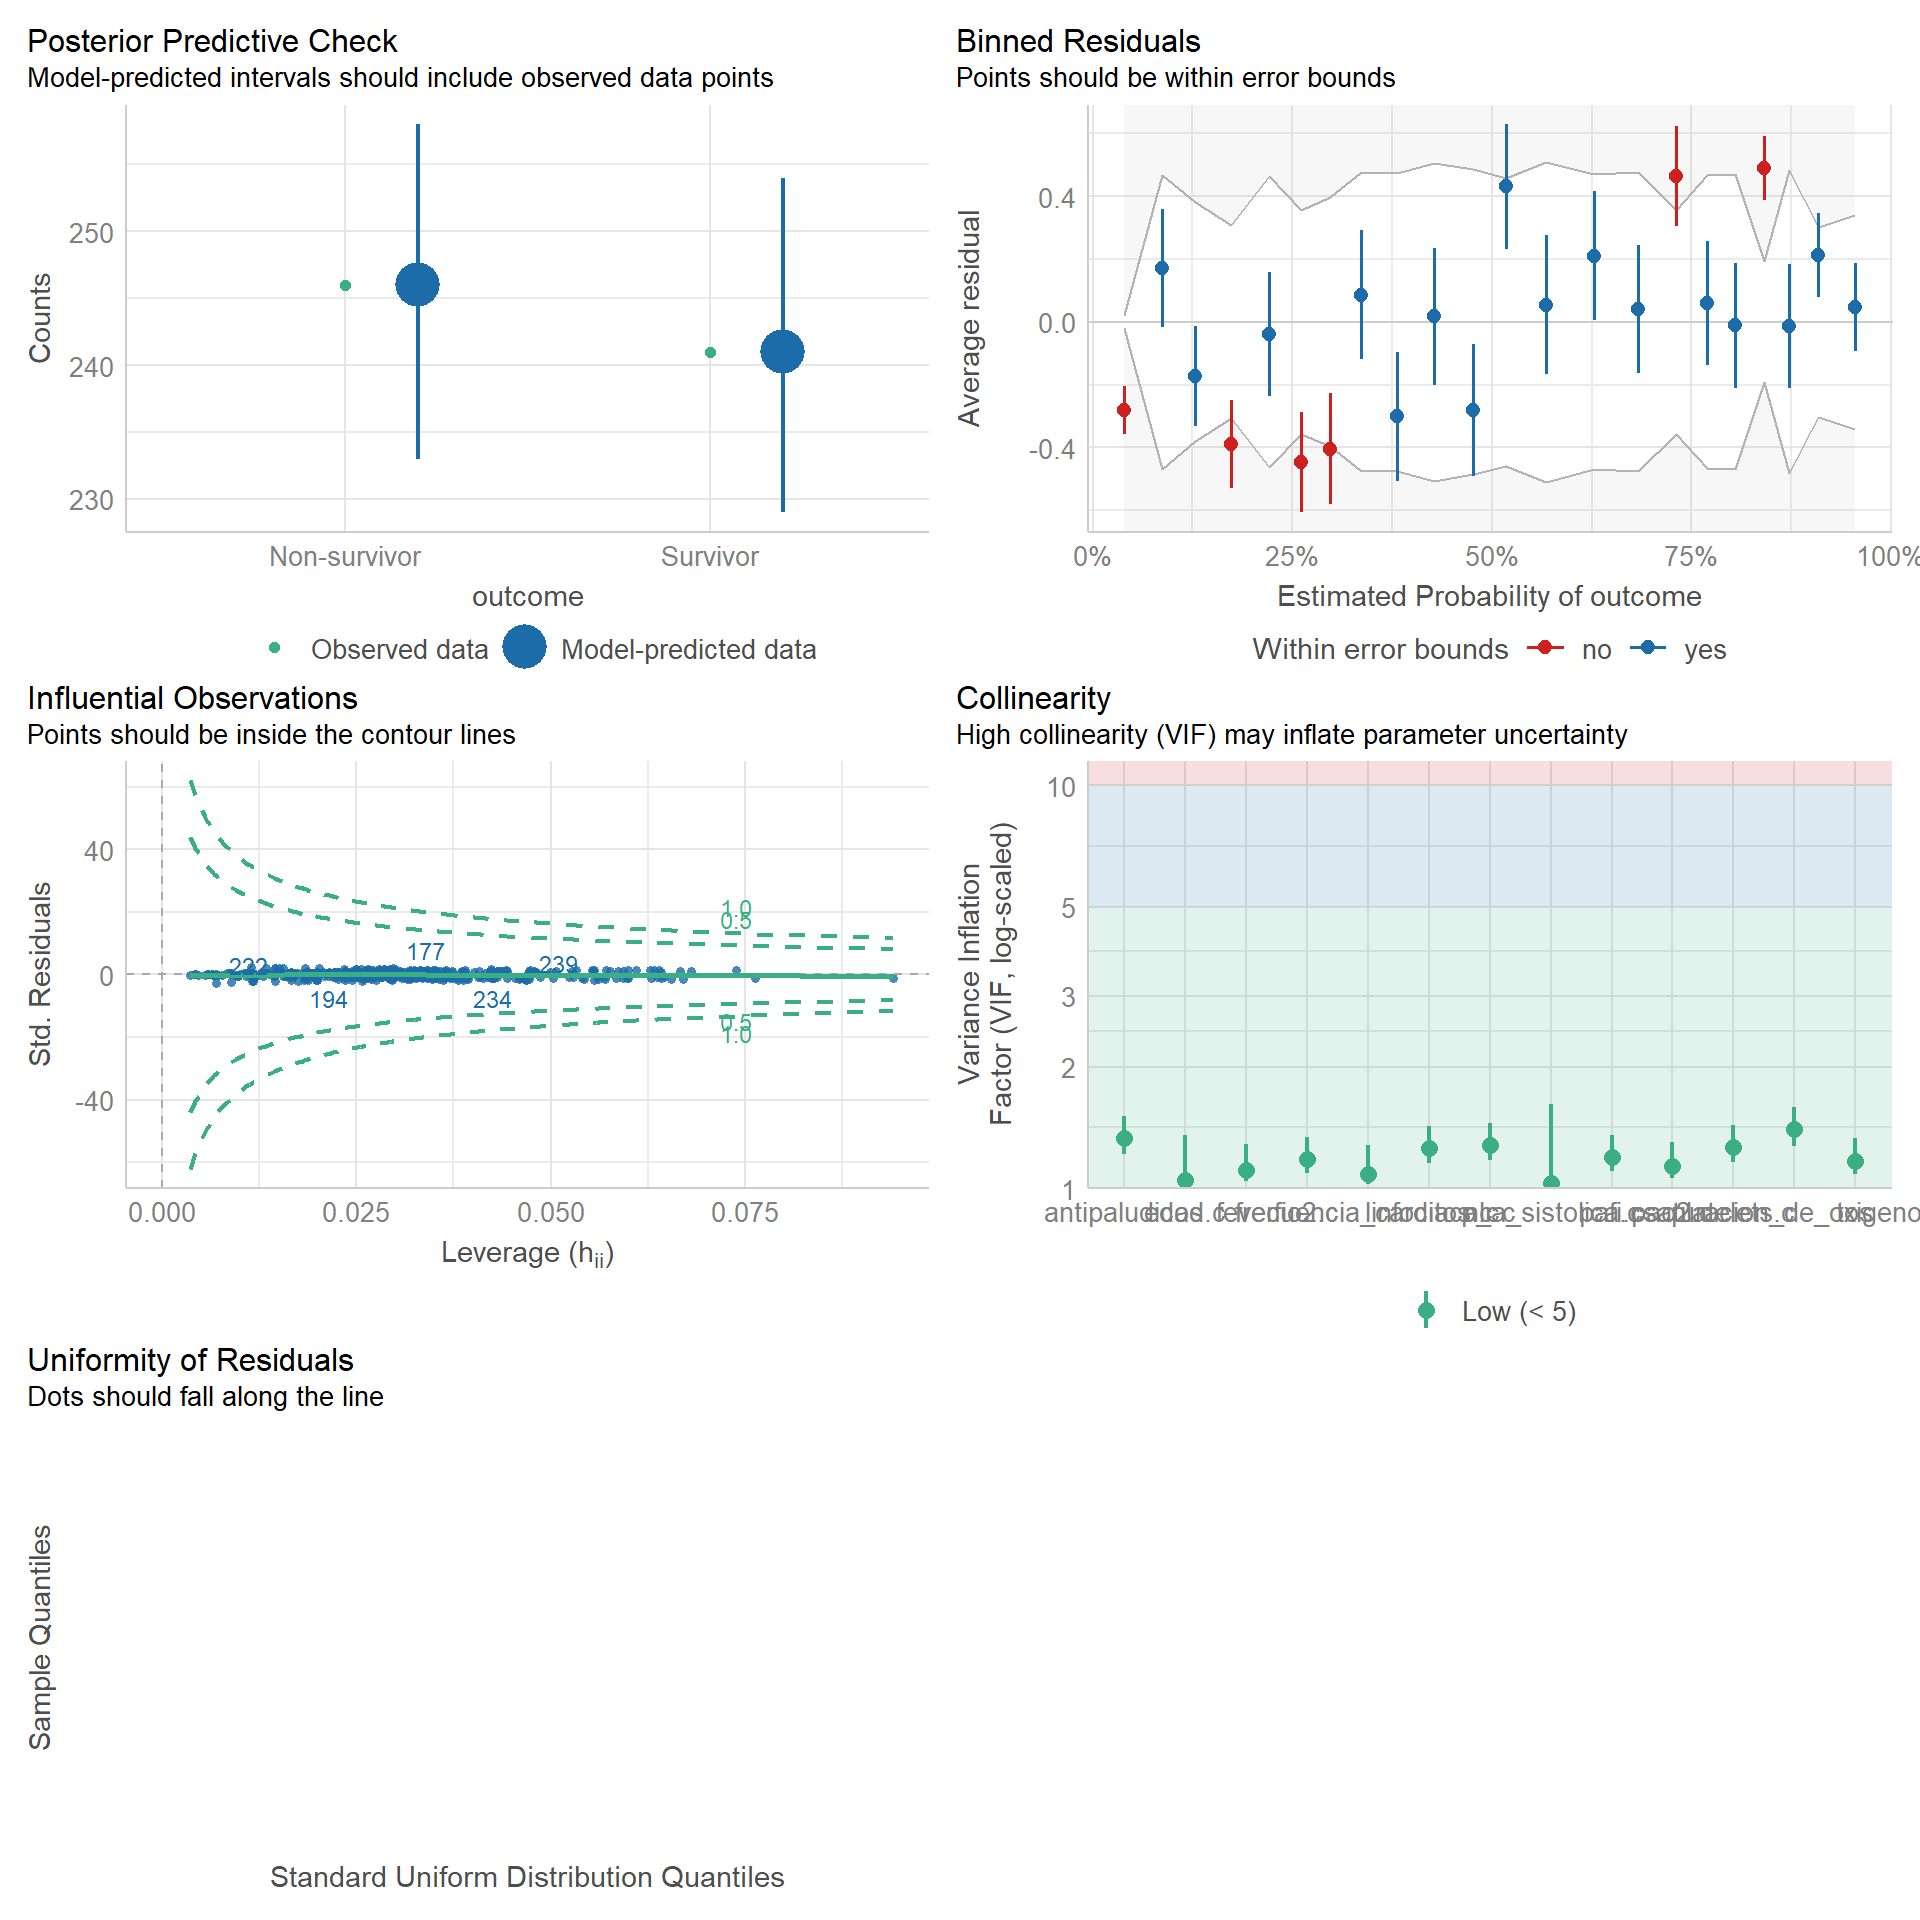 Posterior Predictive Check
Model-predicted intervals should include observed data points
Counts
250
240
230
Non-survivor
Survivor
outcome
Observed data
Model-predicted data
Binned Residuals
Points should be within error bounds
Average residual
0.4
0.0
-0.4
0%
25%
50%
75%
100%
Estimated Probability of outcome
Within error bounds
no
yes
Influential Observations
Points should be inside the contour lines
Std. Residuals
40
0
-40
1.0
0.5
177
222
239
194
234
0.5
1.0
0.000
0.025
0.050
0.075
Leverage (hii)
Collinearity
High collinearity (VIF) may inflate parameter uncertainty
Variance Inflation
Factor (VIF, log-scaled)
10
5
3
2
1
Low (< 5)
Uniformity of Residuals
Dots should fall along the line
Sample Quantiles
Standard Uniform Distribution Quantiles